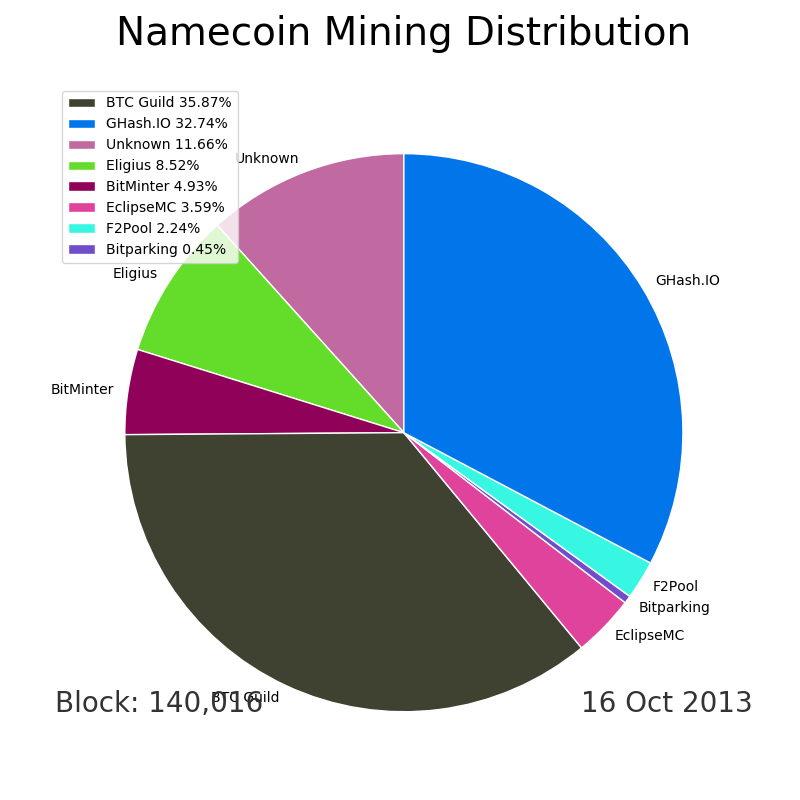 Namecoin Mining Distribution
BTC Guild 35.87%
GHash.IO 32.74%
Unknown 11.66%
Eligius 8.52%
BitMinter 4.93%
EclipseMC 3.59%
F2Pool 2.24%
Bitparking 0.45%
Unknown
GHash.IO
Eligius
BitMinter
F2Pool
Bitparking
EclipseMC
BTC Guild
Block: 140,016
16 Oct 2013